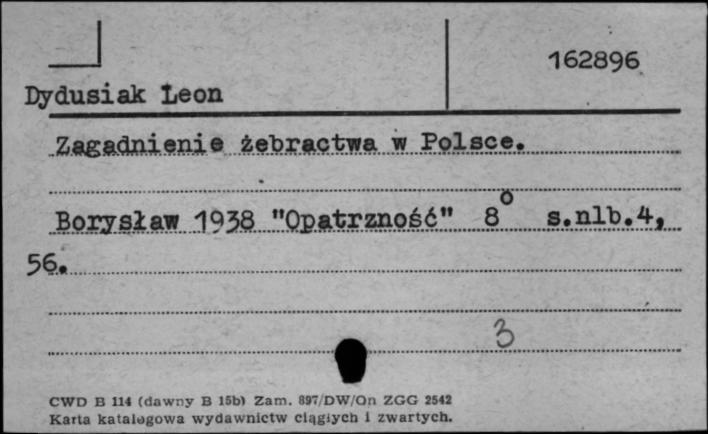 162896
Dydusiak Leon
Zagadnienie żebractwa w Polsce.
Borysław 1938 "Opatrzność" 8° s.nlb.4,
56.
3
CWD B 114 (dawny B 15b) Zam. 897/DW/On ZGG 2542
Karta katalogowa wydawnictw ciągłych i zwartych.